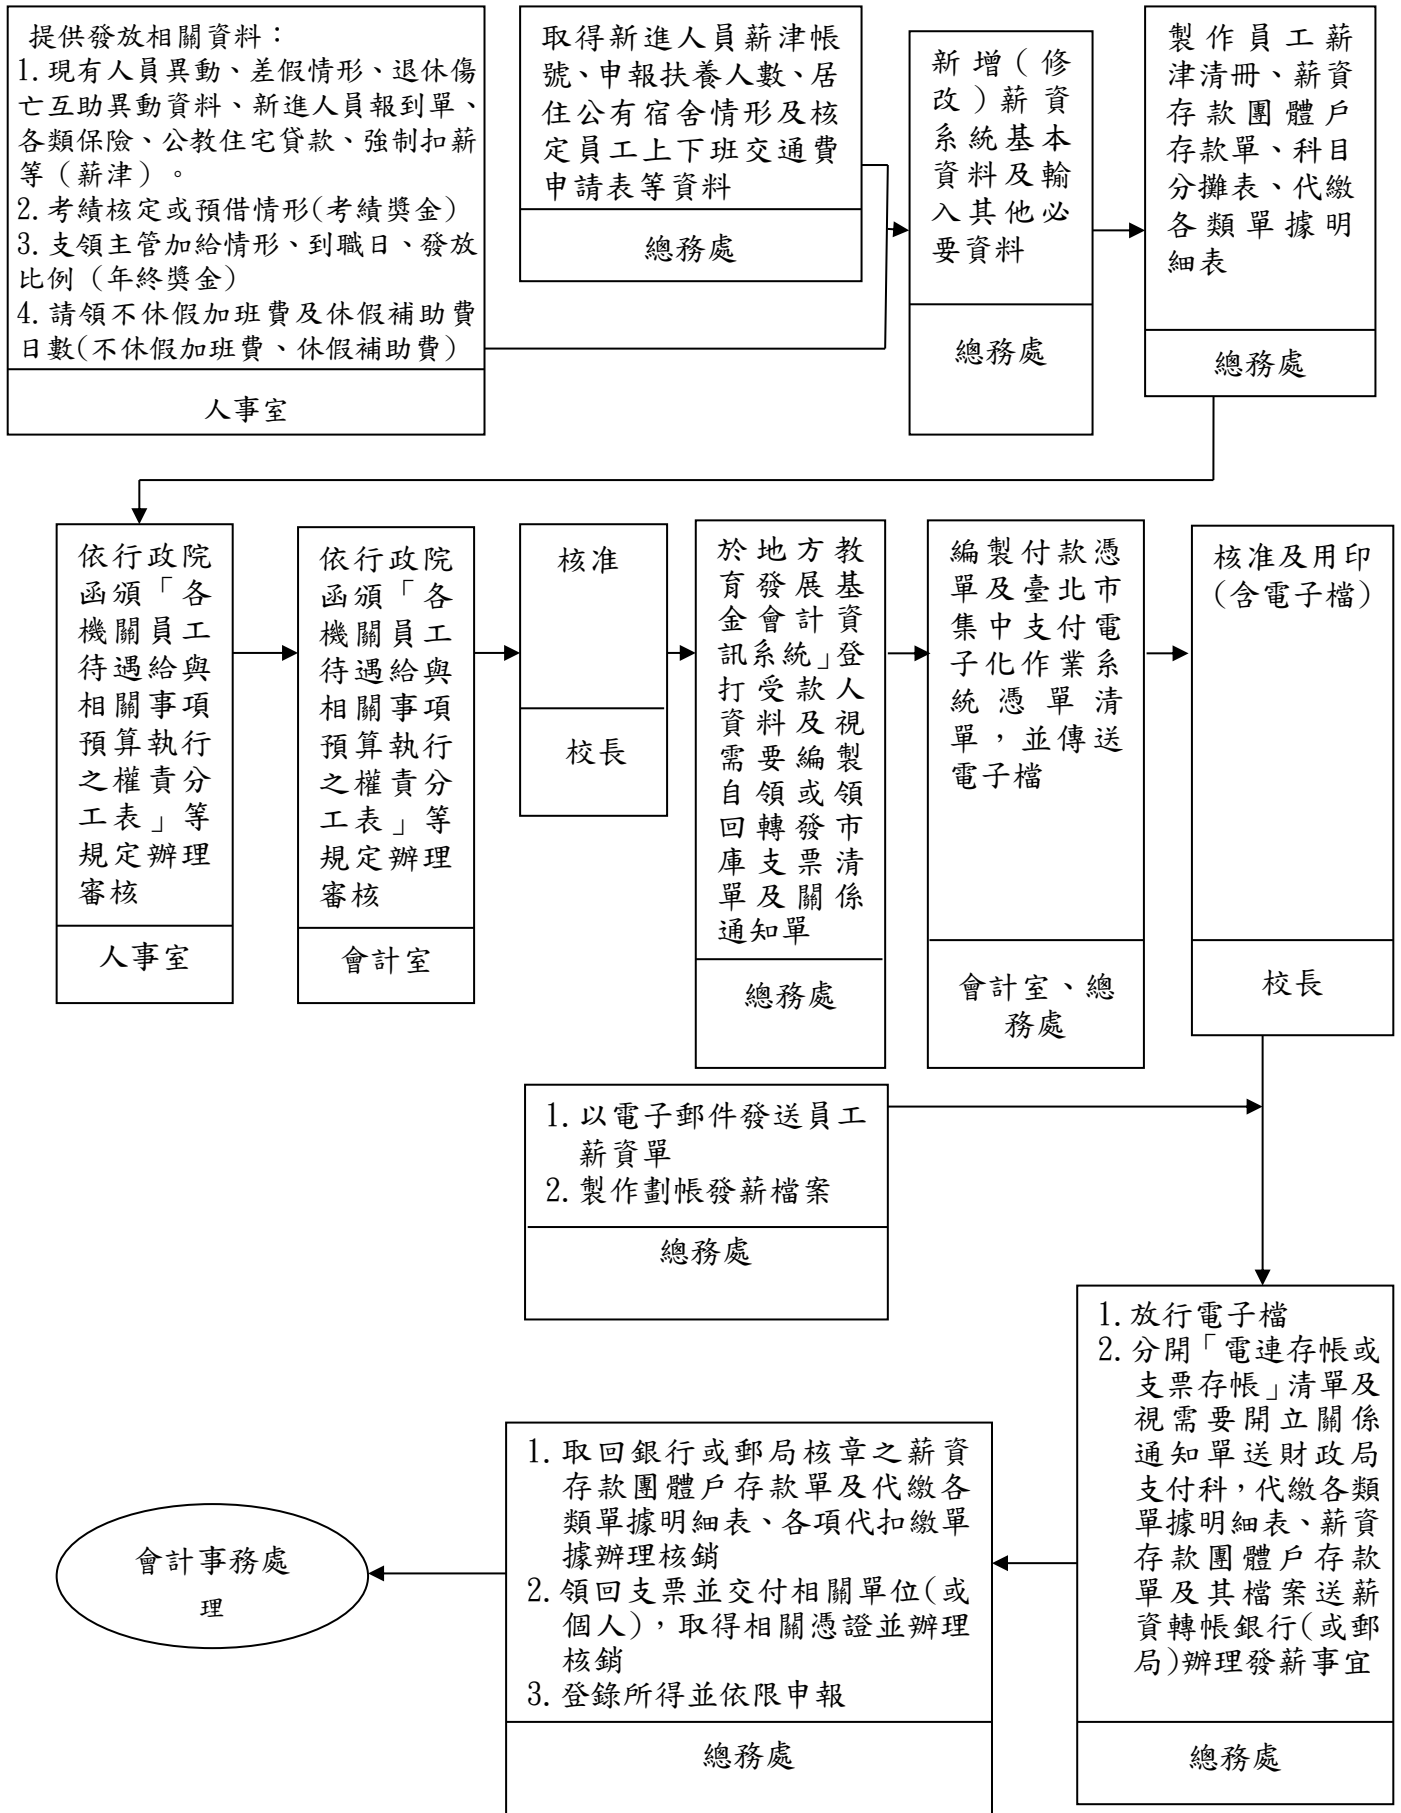 提供發放相關資料：
1.現有人員異動、差假情形、退休傷
亡互助異動資料、新進人員報到單、
各類保險、公教住宅貸款、強制扣薪
等（薪津）。
2.考績核定或預借情形(考績獎金)
3.支領主管加給情形、到職日、發放
比例（年終獎金)
4.請領不休假加班費及休假補助費
日數(不休假加班費、休假補助費)
人事室
取得新進人員薪津帳
號、申報扶養人數、居
住公有宿舍情形及核
定員工上下班交通費
申請表等資料
總務處
新增（修
改）薪資
系統基本
資料及輸
入其他必
要資料
總務處
製作員工薪
津清冊、薪資
存款團體戶
存款單、科目
分攤表、代繳
各類單據明
細表
總務處
依行政院
函頒「各
機關員工
待遇給與
相關事項
預算執行
之權責分
工表」等
規定辦理
審核
人事室
依行政院
函頒「各
機關員工
待遇給與
相關事項
預算執行
之權責分
工表」等
規定辦理
審核
會計室
核准
校長
於地方教
育發展基
金會計資
訊系統」登
打受款人
資料及視
需要編製
自領或領
回轉發市
庫支票清
單及關係
通知單
總務處
編製付款憑
單及臺北市
集中支付電
子化作業系
統憑單清
單，並傳送
電子檔
會計室、總
務處
核准及用印
(含電子檔)
校長
1.以電子郵件發送員工
薪資單
2.製作劃帳發薪檔案
總務處
1.放行電子檔
2.分開「電連存帳或
支票存帳」清單及
視需要開立關係
通知單送財政局
支付科，代繳各類
單據明細表、薪資
存款團體戶存款
單及其檔案送薪
資轉帳銀行(或郵
局)辦理發薪事宜
總務處
1.取回銀行或郵局核章之薪資
存款團體戶存款單及代繳各
類單據明細表、各項代扣繳單
據辦理核銷
2.領回支票並交付相關單位(或
個人)，取得相關憑證並辦理
核銷
3.登錄所得並依限申報
總務處
會計事務處
理